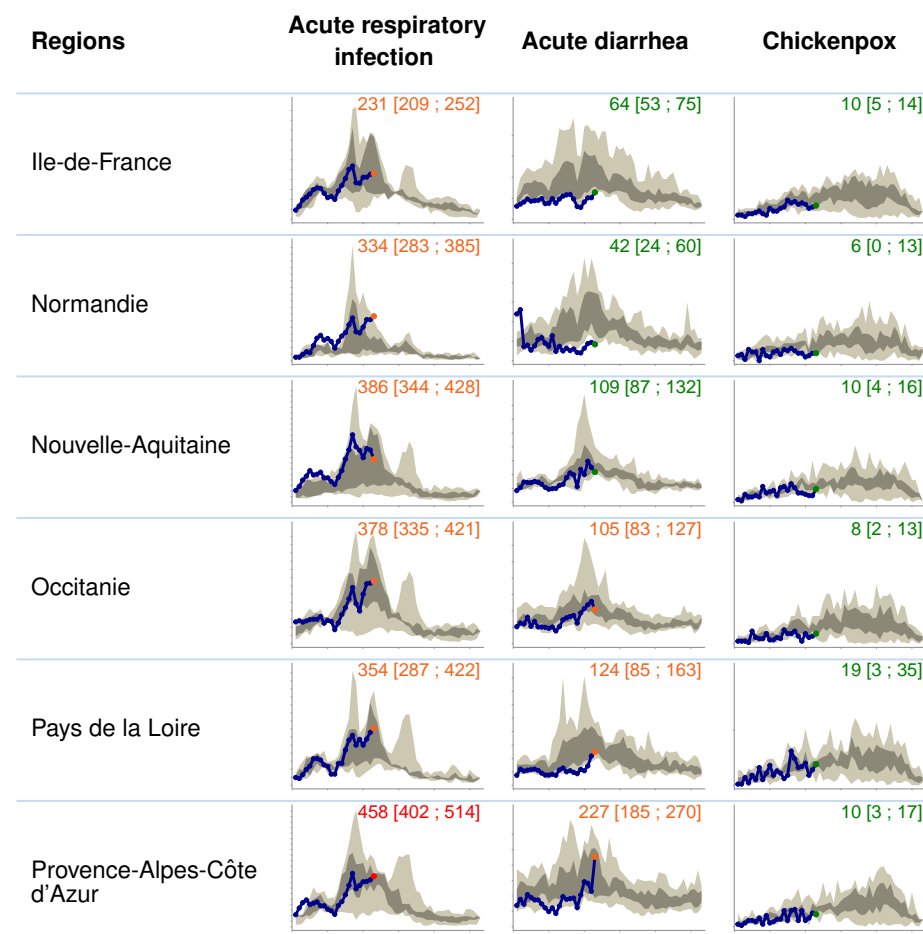 Regions
Acute respiratory
infection
Acute diarrhea
Chickenpox
Ile-de-France
231 [209 ; 252]
64 [53 ; 75]
10 [5 ; 14]
Normandie
334 [283 ; 385]
42 [24 ; 60]
6 [0 ; 13]
Nouvelle-Aquitaine
386 [344 ; 428]
109 [87 ; 132]
10 [4 ; 16]
Occitanie
378 [335 ; 421]
105 [83 ; 127]
8 [2 ; 13]
Pays de la Loire
354 [287 ; 422]
124 [85 ; 163]
19 [3 ; 35]
Provence-Alpes-Côte
d'Azur
458 [402 ; 514]
227 [185 ; 270]
10 [3 ; 17]